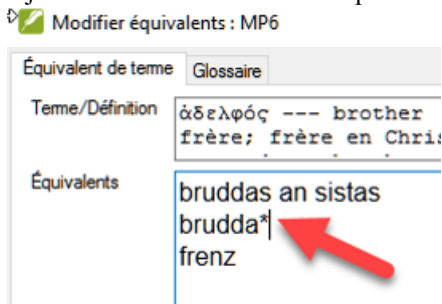 Modifier équivalents : MP6
Équivalent de terme
Glossaire
Terme/Définition
ἀδελφός --- brother
frère; frère en Chris
Équivalents
bruddas an sistas
brudda*
frenz